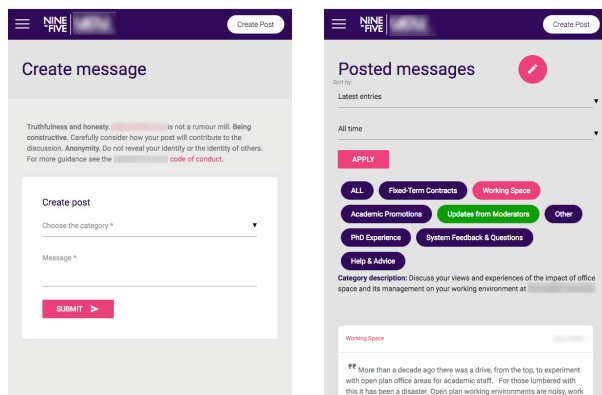 NINE
TO FIVE
Create Post
Create message
Truthfulness and honesty. is not a rumour mill. Being
constructive. Carefully consider how your post will contribute to the
discussion. Anonymity. Do not reveal your identity or the identity of others.
For more guidance see the code of conduct.
Create post
Choose the category *
Message *
SUBMIT
NINE
TO FIVE
Create Post
Posted messages
Sort by:
Latest entries
All time
APPLY
ALL Fixed-Term Contracts Working Space
Academic Promotions Updates from Moderators Other
PhD Experience System Feedback & Questions
Help & Advice
Category description: Discuss your views and experiences of the impact of office
space and its management on your working environment at
Working Space
More than a decade ago there was a drive, from the top, to experiment
with open plan office areas for academic staff. For those lumbered with
this it has been a disaster. Open plan working environments are noisy, work